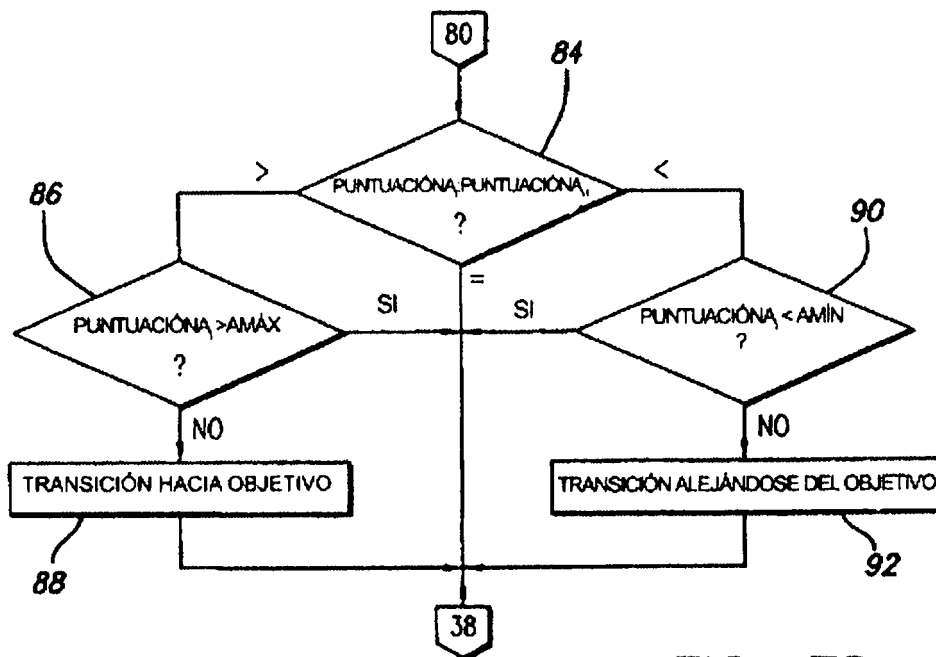 80
84
>
PUNTUACIÓNA:PUNTUACIÓNA
<
?
86
90
=
PUNTUACIÓNA >AMÁX
SI
SI
PUNTUACIÓNA < AMÍN
?
?
NO
NO
TRANSICIÓN HACIA OBJETIVO
TRANSICIÓN ALEJÁNDOSE DEL OBJETIVO
88
92
38